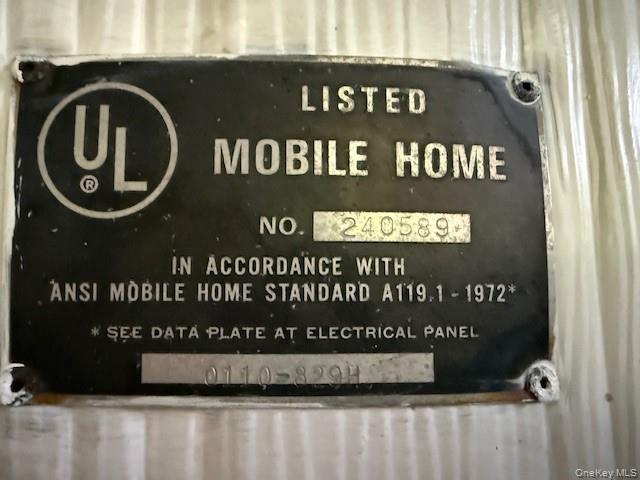 UL®
LISTED
MOBILE HOME
NO. 240589
IN ACCORDANCE WITH
ANSI MOBILE HOME STANDARD A119.1-1972*
* SEE DATA PLATE AT ELECTRICAL PANEL
0110-829H
OneKey MLS